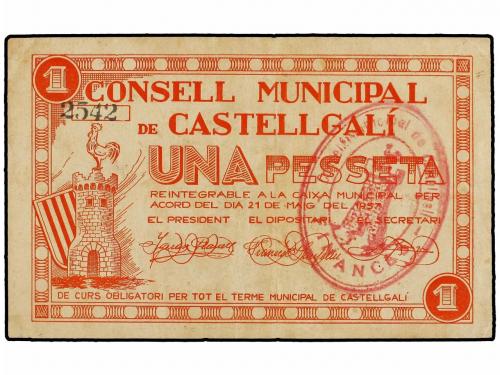 1
2542
CONSELL MUNICIPAL
DE CASTELLGALÍ
UNA PESSETA
REINTEGRABLE A LA CAIXA MUNICIPAL PER
ACORD DEL DIA 21 DE MAIG DEL 1937
EL PRESIDENT EL DIPOSITARI EL SECRETARI
DE CURS OBLIGATORI PER TOT EL TERME MUNICIPAL DE CASTELLGALÍ
1